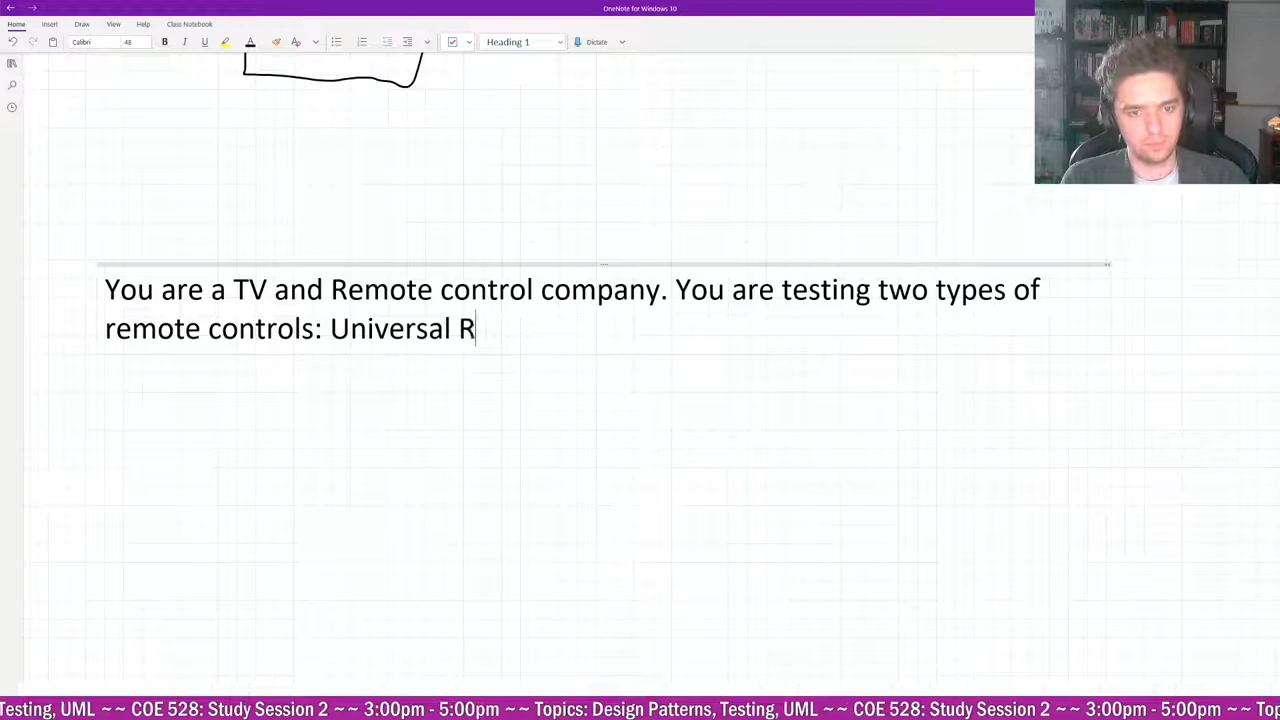 OneNote for Windows 10
Home Insert Draw View Help Class Notebook
Calibri 48 B I U A Heading 1 Dictate
You are a TV and Remote control company. You are testing two types of
remote controls: Universal R
Testing, UML ~~ COE 528: Study Session 2 ~~ 3:00pm - 5:00pm ~~ Topics: Design Patterns, Testing, UML ~~ COE 528: Study Session 2 ~~ 3:00pm - 5:00pm ~~ Top